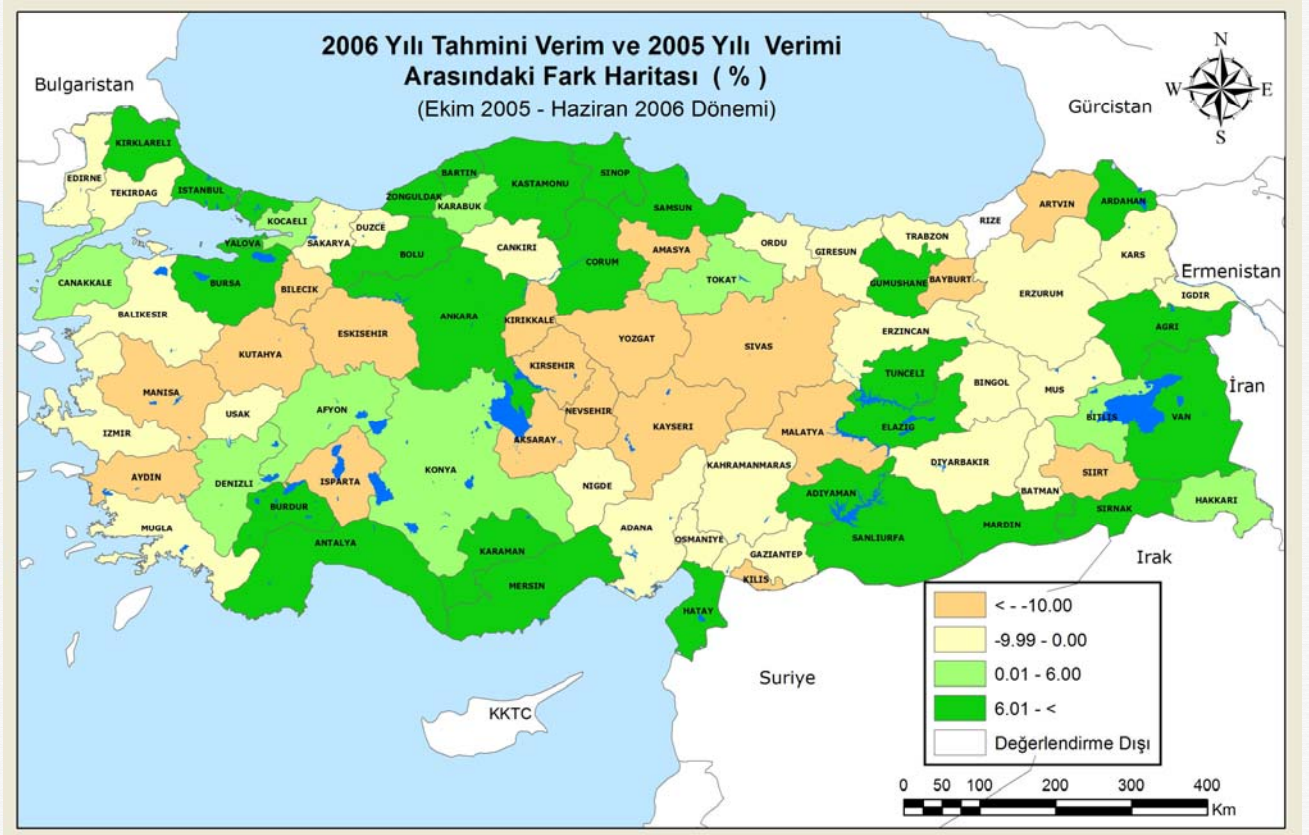 2006 Yılı Tahmini Verim ve 2005 Yılı Verimi
Arasındaki Fark Haritası ( % )
(Ekim 2005 - Haziran 2006 Dönemi)
N
W
E
S
Bulgaristan
Gürcistan
Ermenistan
İran
Irak
Suriye
KKTC
KIRKLARELI
EDIRNE
TEKIRDAG
ISTANBUL
KOCAELI
YALOVA
SAKARYA
DUZCE
ZONGULDAK
BARTIN
KARABUK
KASTAMONU
SINOP
SAMSUN
BOLU
CANKIRI
CORUM
AMASYA
TOKAT
ORDU
GIRESUN
TRABZON
RIZE
ARTVIN
ARDAHAN
KARS
IGDIR
GUMUSHANE
BAYBURT
ERZURUM
AGRI
CANAKKALE
BALIKESIR
BURSA
BILECIK
ESKISEHIR
ANKARA
KIRIKKALE
YOZGAT
SIVAS
ERZINCAN
TUNCELI
BINGOL
MUS
BITLIS
VAN
KUTAHYA
MANISA
USAK
AFYON
KIRSEHIR
NEVSEHIR
AKSARAY
KAYSERI
MALATYA
ELAZIG
IZMIR
AYDIN
DENIZLI
ISPARTA
KONYA
NIGDE
KAHRAMANMARAS
ADIYAMAN
DIYARBAKIR
BATMAN
SIIRT
SIRNAK
HAKKARI
MUGLA
BURDUR
ANTALYA
KARAMAN
MERSIN
ADANA
OSMANIYE
GAZIANTEP
KILIS
SANLIURFA
MARDIN
HATAY
< - -10.00
-9.99 - 0.00
0.01 - 6.00
6.01 - <
Değerlendirme Dışı
0 50 100 200 300 400
Km